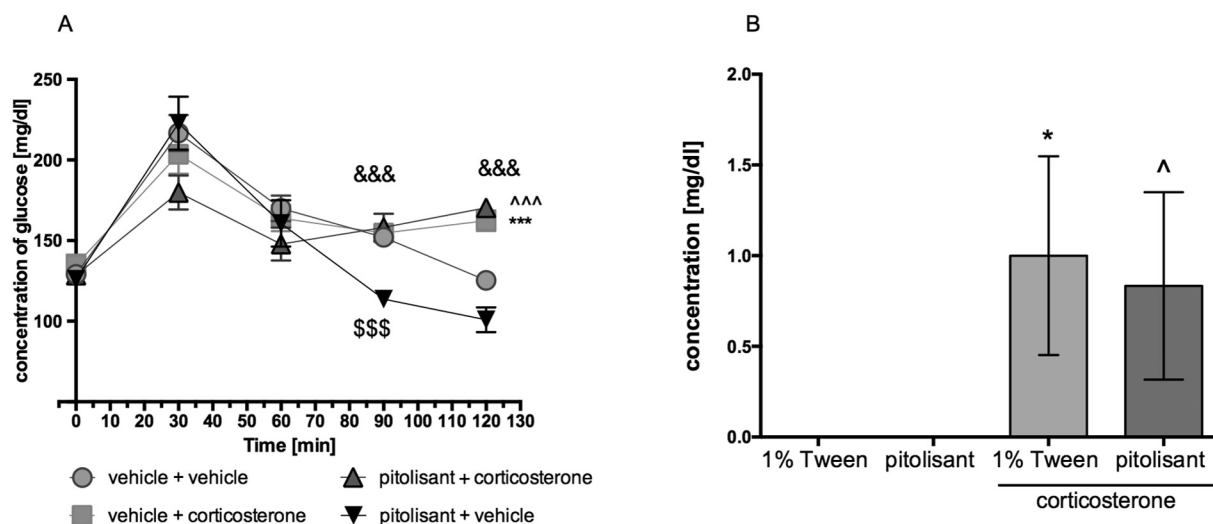 A
concentration of glucose [mg/dl]
250
200
150
100
&&&
&&&
^^^
***
$$$
0 10 20 30 40 50 60 70 80 90 100 110 120 130
Time [min]
vehicle + vehicle
pitolisant + corticosterone
vehicle + corticosterone
pitolisant + vehicle
B
concentration [mg/dl]
2.0
1.5
1.0
0.5
0.0
*
^
1% Tween pitolisant 1% Tween pitolisant
corticosterone